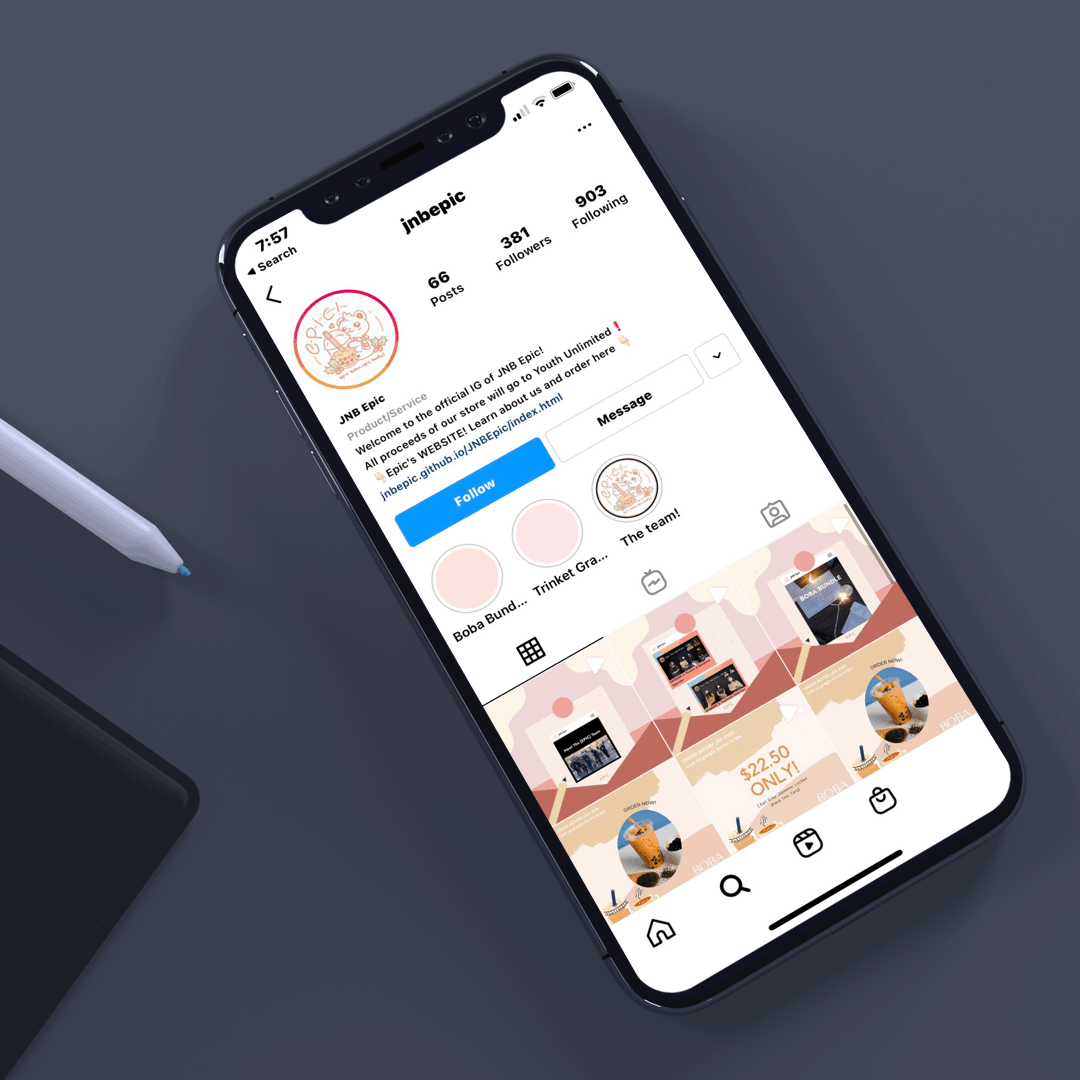 7:57
Search
jnbepic
66
Posts
381
Followers
903
Following
EPIC!
JNB Epic
Product/Service
Welcome to the official IG of JNB Epic!
All proceeds of our store will go to Youth Unlimited❗
👇🏻Epic's WEBSITE! Learn about us and order here 👇🏻
jnbepic.github.io/JNBEpic/index.html
Follow
Message
Boba Bund...
Trinket Gra...
The team!
Meet The [EPIC] Team
EPIC
BOBA BUNDLE
ORDER NOW!
BOBA
$22.50
ONLY!
BOBA
ORDER NOW!
BOBA